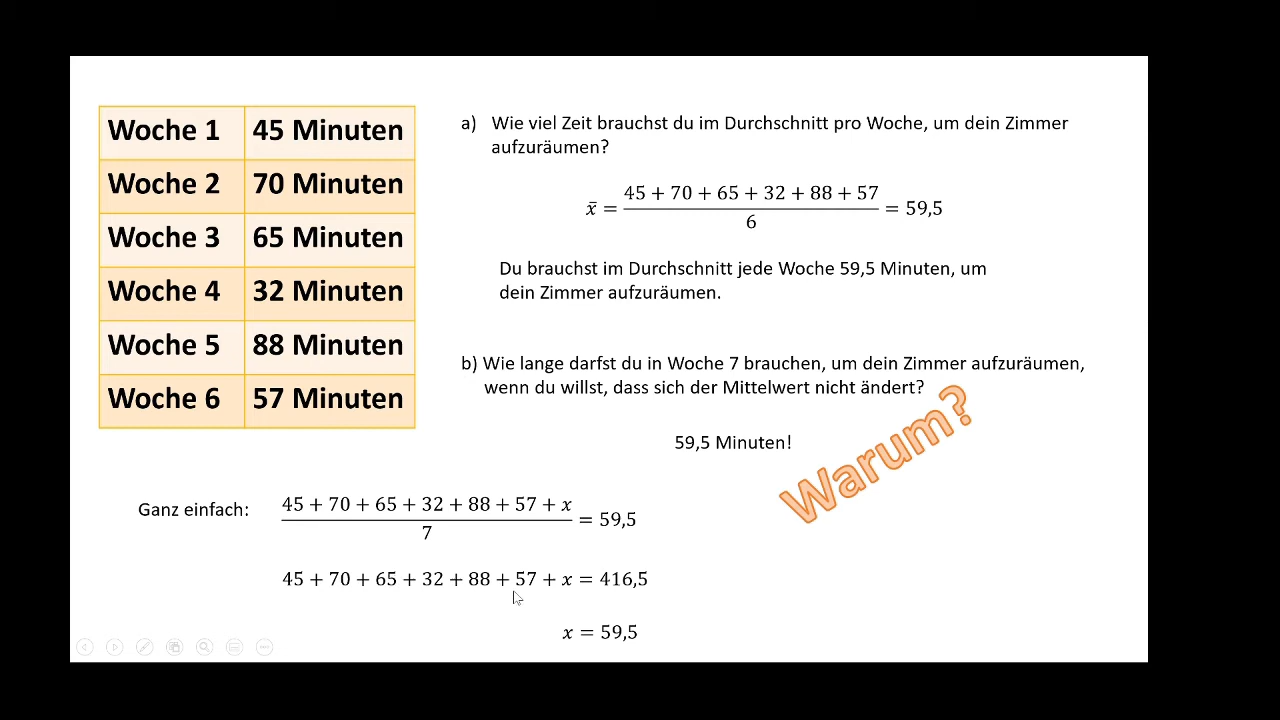 Woche 1 45 Minuten
Woche 2 70 Minuten
Woche 3 65 Minuten
Woche 4 32 Minuten
Woche 5 88 Minuten
Woche 6 57 Minuten
a) Wie viel Zeit brauchst du im Durchschnitt pro Woche, um dein Zimmer
aufzuräumen?
x̄ = (45 + 70 + 65 + 32 + 88 + 57)/6 = 59,5
Du brauchst im Durchschnitt jede Woche 59,5 Minuten, um
dein Zimmer aufzuräumen.
b) Wie lange darfst du in Woche 7 brauchen, um dein Zimmer aufzuräumen,
wenn du willst, dass sich der Mittelwert nicht ändert?
59,5 Minuten!
Warum?
Ganz einfach: (45 + 70 + 65 + 32 + 88 + 57 + x)/7 = 59,5
45 + 70 + 65 + 32 + 88 + 57 + x = 416,5
x = 59,5